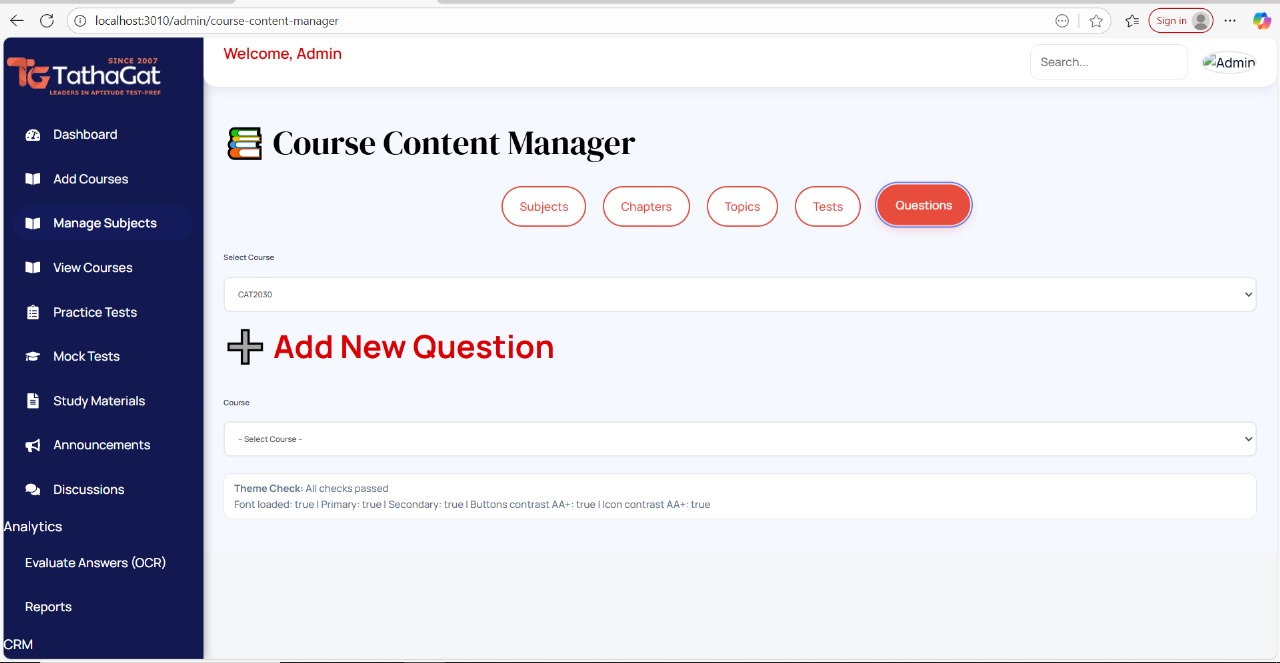 localhost:3010/admin/course-content-manager
Sign in
SINCE 2007
TG TathaGat
LEADERS IN APTITUDE TEST-PREP
Dashboard
Add Courses
Manage Subjects
View Courses
Practice Tests
Mock Tests
Study Materials
Announcements
Discussions
Analytics
Evaluate Answers (OCR)
Reports
CRM
Welcome, Admin
Search...
Admin
Course Content Manager
Subjects
Chapters
Topics
Tests
Questions
Select Course
CAT2030
Add New Question
Course
- Select Course -
Theme Check: All checks passed
Font loaded: true | Primary: true | Secondary: true | Buttons contrast AA+: true | Icon contrast AA+: true